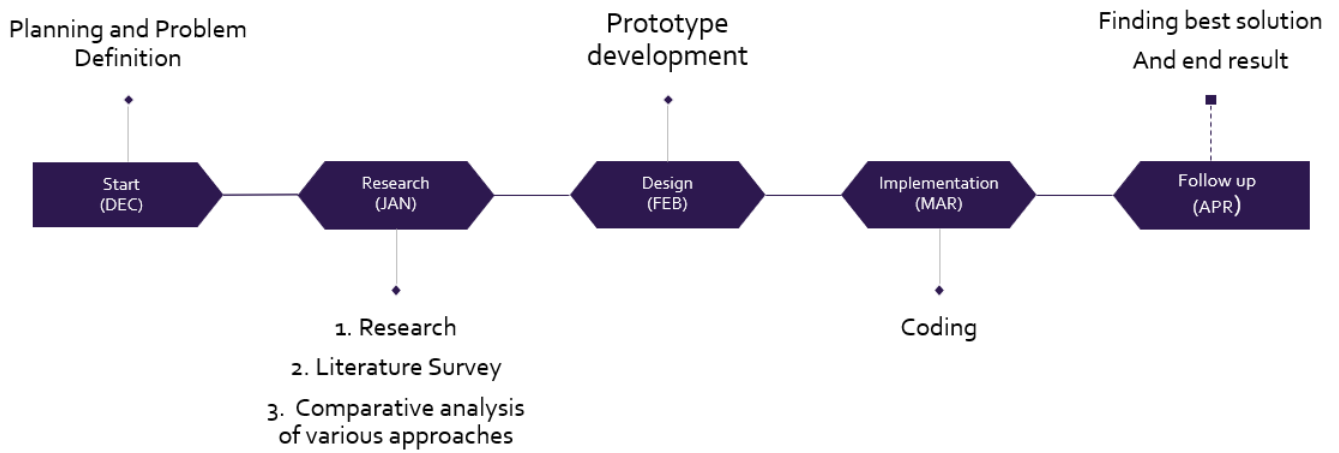 Planning and Problem
Definition
Prototype
development
Finding best solution
And end result
Start
(DEC)
Research
(JAN)
Design
(FEB)
Implementation
(MAR)
Follow up
(APR)
1. Research
2. Literature Survey
3. Comparative analysis
of various approaches
Coding